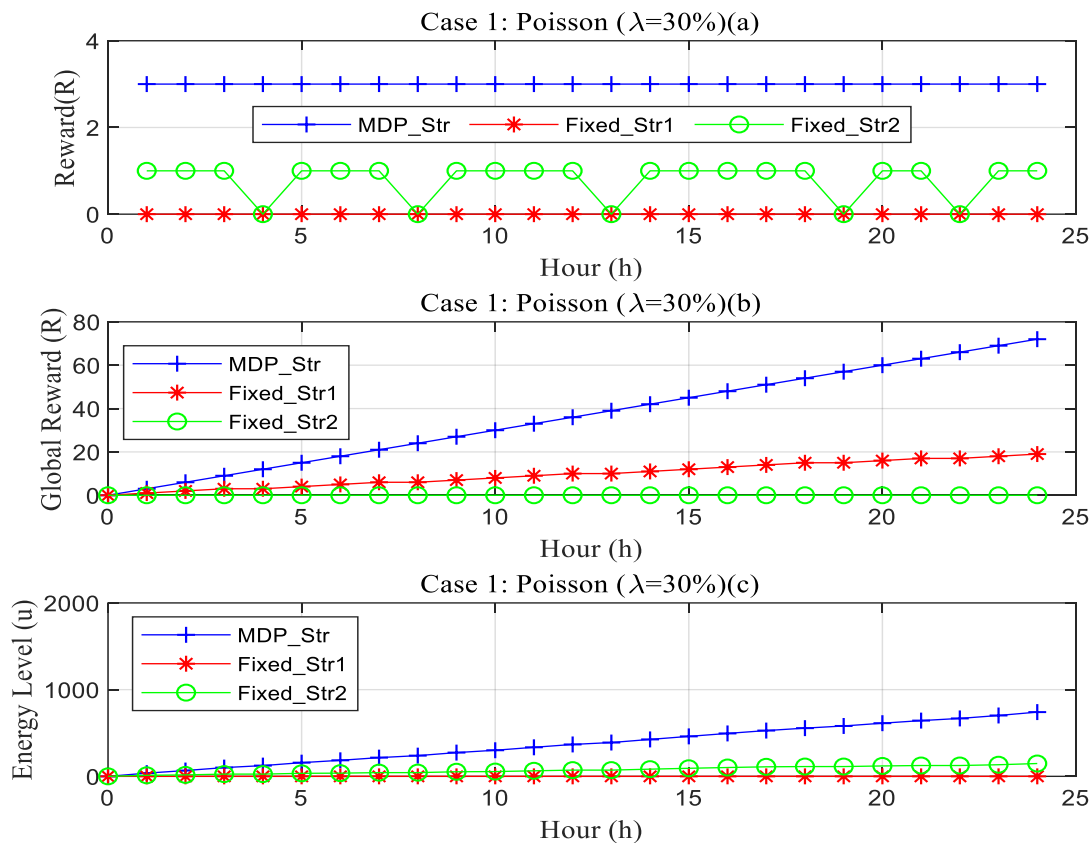 Case 1: Poisson (λ=30%)(a)
Reward(R)
4
2
0
MDP_Str Fixed_Str1 Fixed_Str2
0 5 10 15 20 25
Hour (h)
Case 1: Poisson (λ=30%)(b)
Global Reward (R)
80
60
40
20
0
MDP_Str
Fixed_Str1
Fixed_Str2
0 5 10 15 20 25
Hour (h)
Case 1: Poisson (λ=30%)(c)
Energy Level (u)
2000
1000
0
MDP_Str
Fixed_Str1
Fixed_Str2
0 5 10 15 20 25
Hour (h)